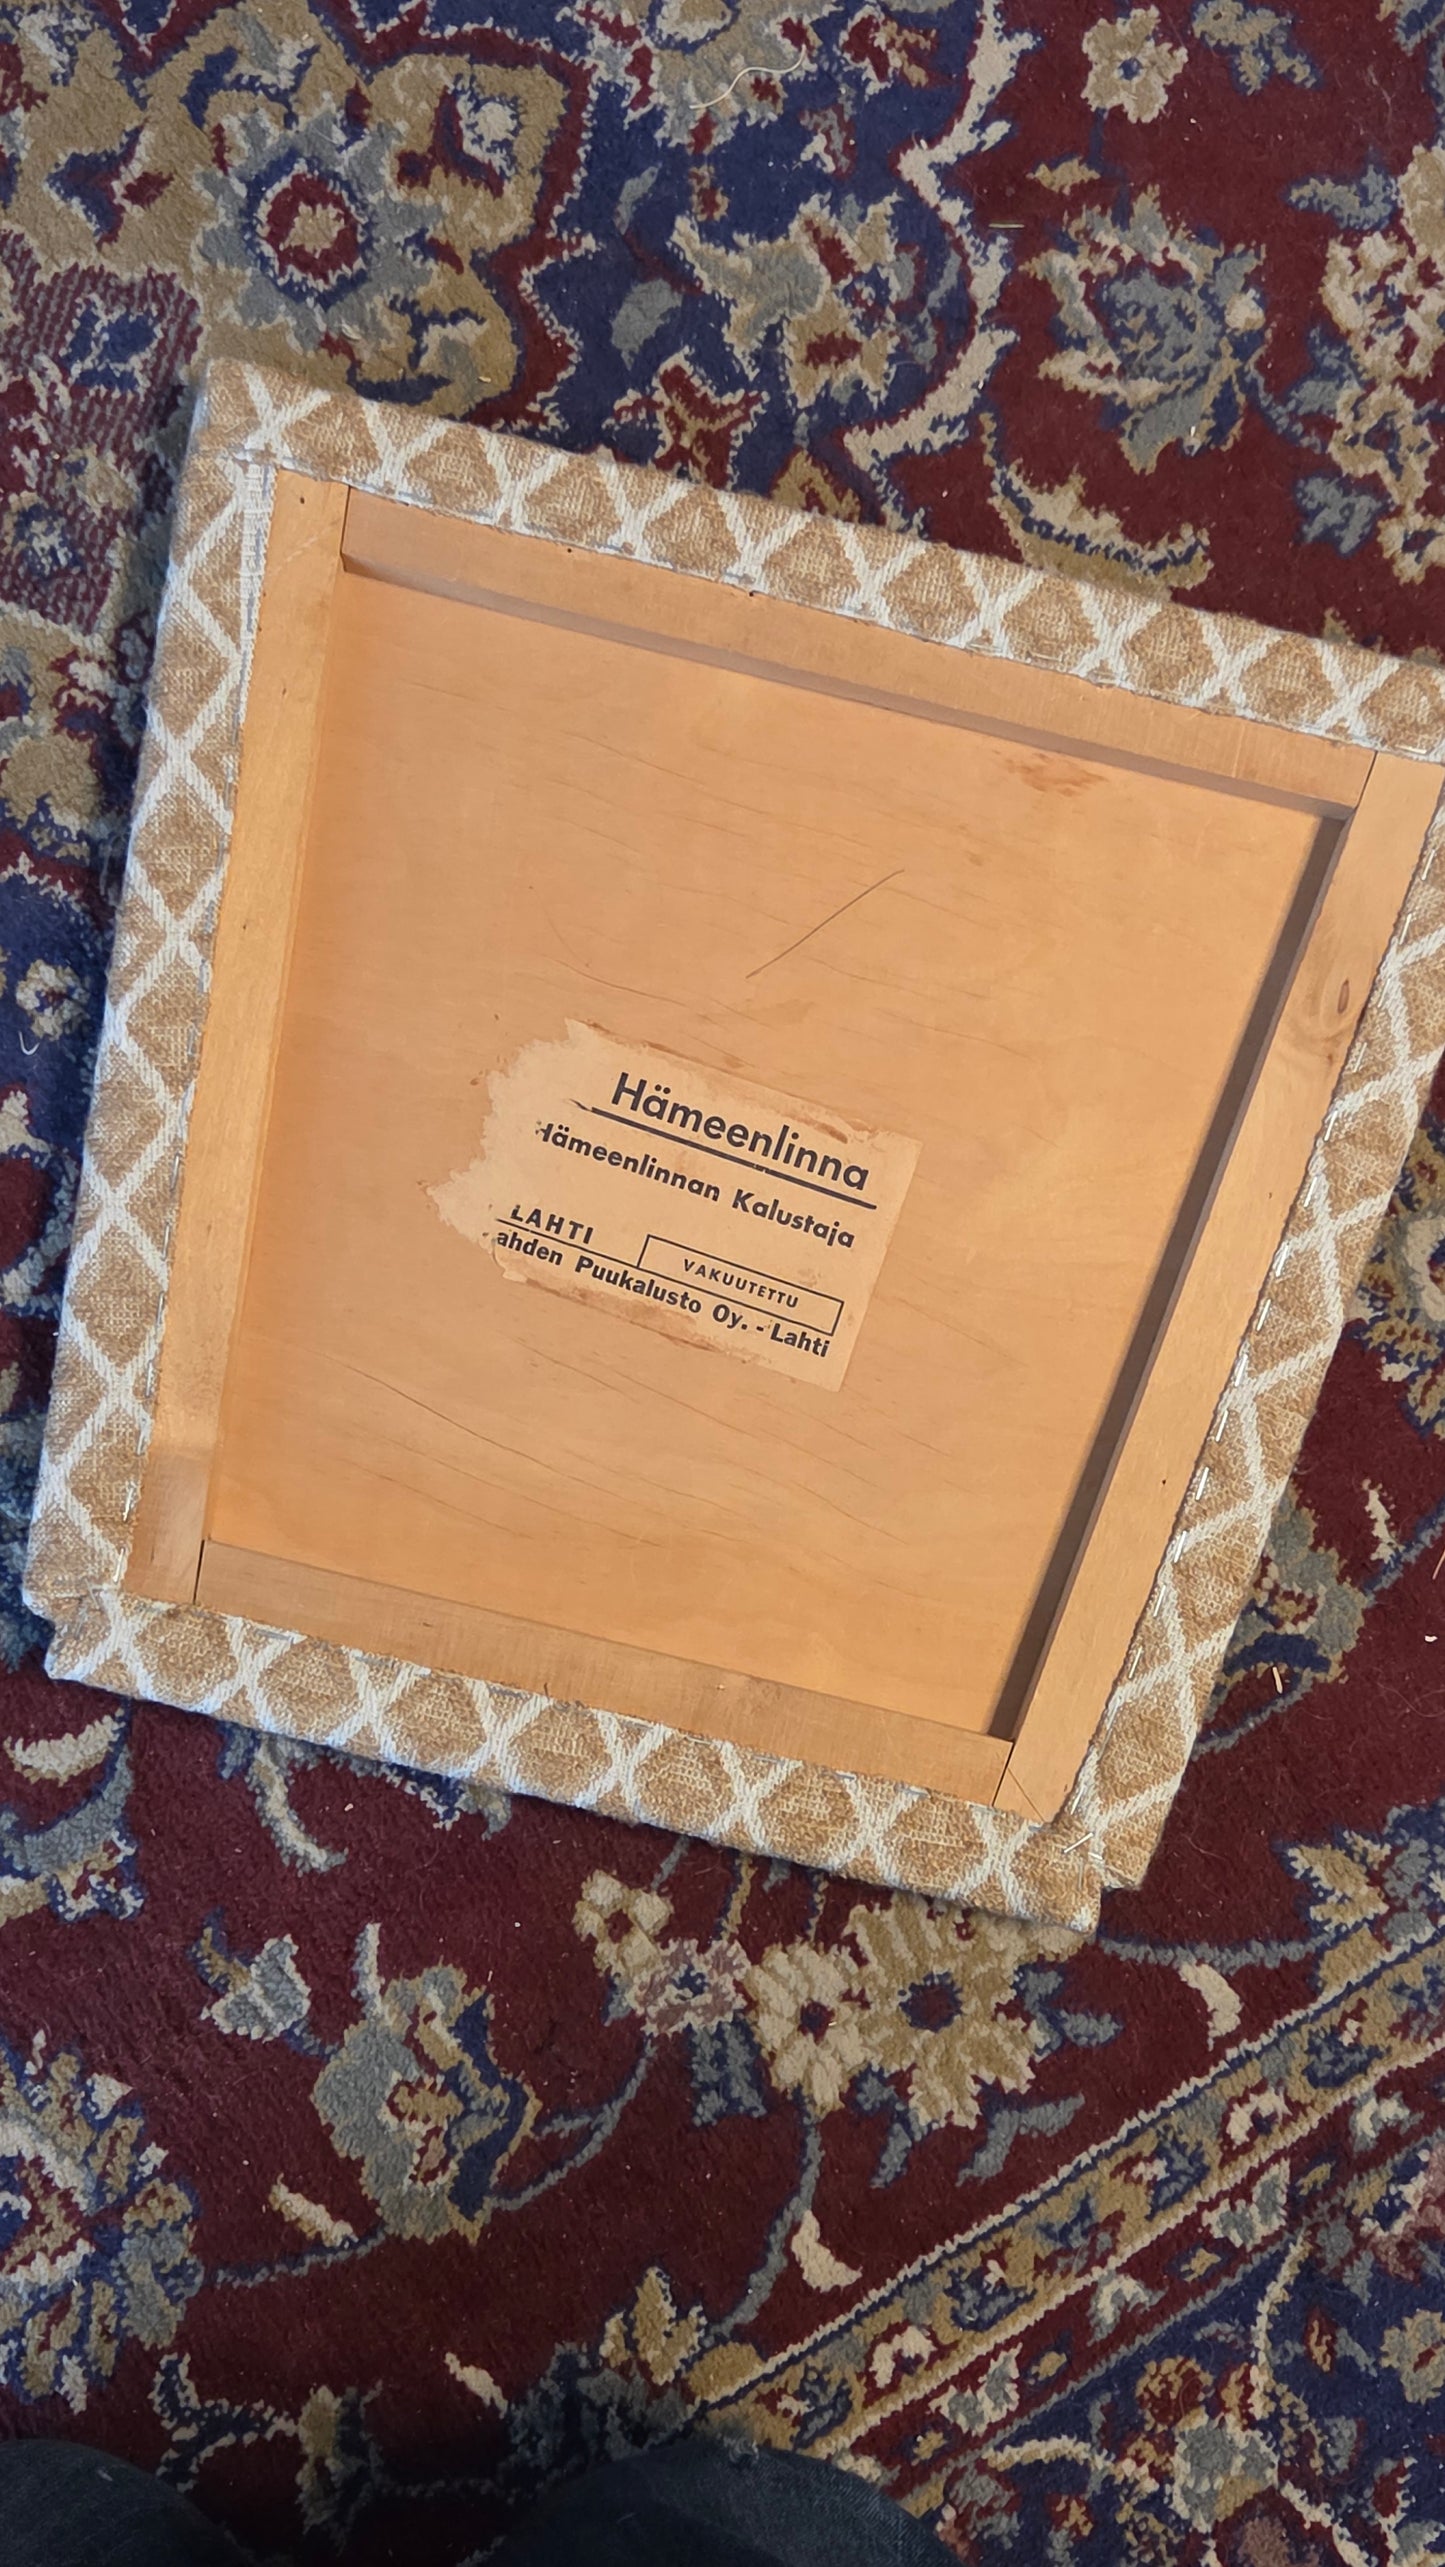 Hämeenlinna
Hämeenlinnan Kalustaja
LAHTI
VAKUUTETTU
ahden Puukalusto Oy. - Lahti